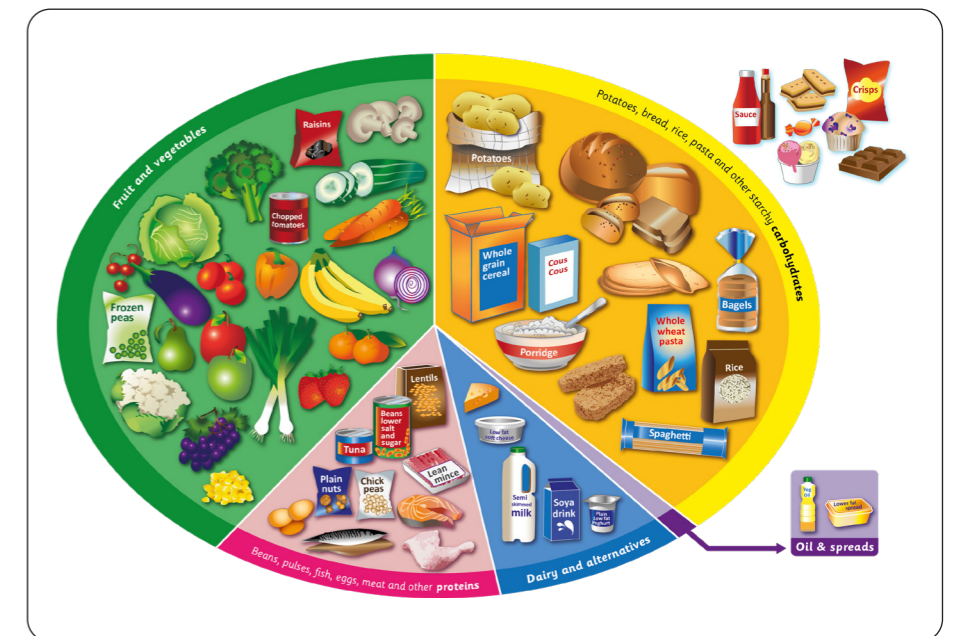 Fruit and vegetables
Raisins
Chopped
tomatoes
Frozen
peas
Potatoes, bread, rice, pasta and other starchy carbohydrates
Potatoes
Whole
grain
cereal
Cous
Cous
Porridge
Bagels
Whole
wheat
pasta
Rice
Spaghetti
Sauce
Crisps
Lentils
Beans
lower
salt
and
sugar
Tuna
Lean
mince
Plain
nuts
Chick
peas
Beans, pulses, fish, eggs, meat and other proteins
Low fat
soft cheese
Semi
skimmed
milk
Soya
drink
Plain
Low fat
Yoghurt
Dairy and alternatives
Veg
Oil
Lower fat
spread
Oil & spreads